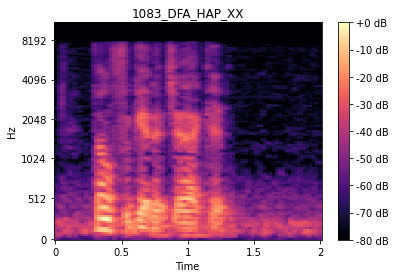 1083_DFA_HAP_XX
+0 dB
8192
-10 dB
4096
-20 dB
-30 dB
2048
Hz
-40 dB
1024
-50 dB
512
-60 dB
-70 dB
0
-80 dB
0
0.5
1
1.5
2
Time